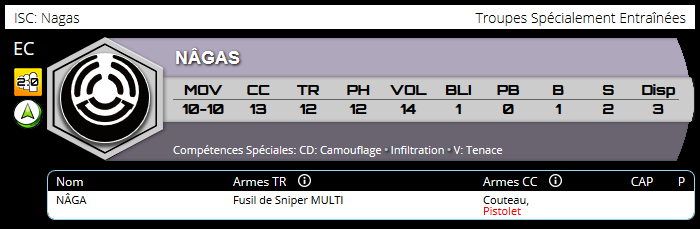 ISC: Nagas
Troupes Spécialement Entraînées
EC
NÂGAS
2 0
MOV CC TR PH VOL BLI PB B S Disp
10-10 13 12 12 14 1 0 1 2 3
Compétences Spéciales: CD: Camouflage • Infiltration • V: Tenace
Nom Armes TR Armes CC CAP P
NÂGA Fusil de Sniper MULTI Couteau,
Pistolet